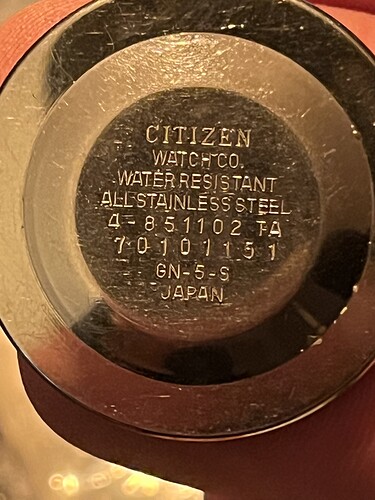 CITIZEN
WATCH CO.
WATER RESISTANT
ALL STAINLESS STEEL
4-851102 TA
70101151
GN-5-S
JAPAN